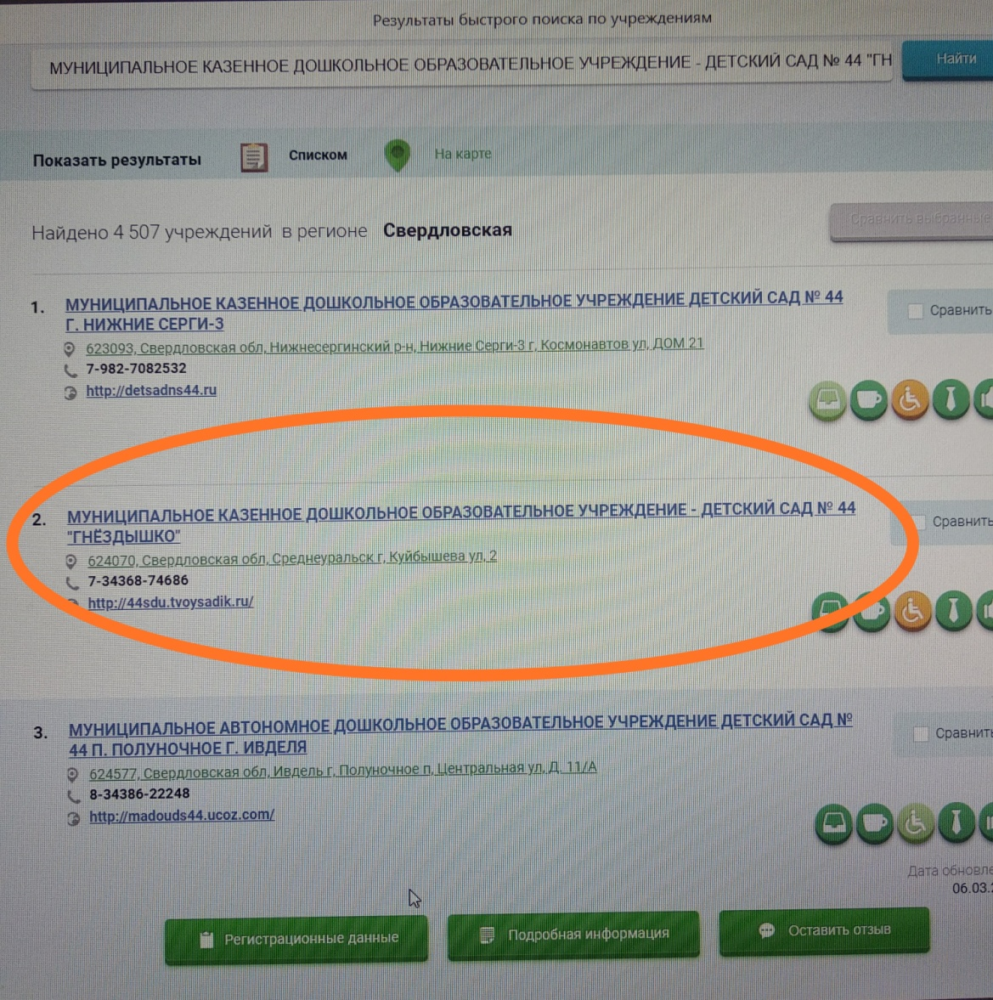 Результаты быстрого поиска по учреждениям
МУНИЦИПАЛЬНОЕ КАЗЕННОЕ ДОШКОЛЬНОЕ ОБРАЗОВАТЕЛЬНОЕ УЧРЕЖДЕНИЕ - ДЕТСКИЙ САД № 44 "ГН
Найти
Показать результаты
Списком
На карте
Найдено 4 507 учреждений в регионе Свердловская
Сравнить выбранные
1. МУНИЦИПАЛЬНОЕ КАЗЕННОЕ ДОШКОЛЬНОЕ ОБРАЗОВАТЕЛЬНОЕ УЧРЕЖДЕНИЕ ДЕТСКИЙ САД № 44
Г. НИЖНИЕ СЕРГИ-3
Сравнить
623093, Свердловская обл, Нижнесергинский р-н, Нижние Серги-3 г, Космонавтов ул, ДОМ 21
7-982-7082532
http://detsadns44.ru
2. МУНИЦИПАЛЬНОЕ КАЗЕННОЕ ДОШКОЛЬНОЕ ОБРАЗОВАТЕЛЬНОЕ УЧРЕЖДЕНИЕ - ДЕТСКИЙ САД № 44
"ГНЁЗДЫШКО"
Сравнить
624070, Свердловская обл, Среднеуральск г, Куйбышева ул, 2
7-34368-74686
http://44sdu.tvoysadik.ru/
3. МУНИЦИПАЛЬНОЕ АВТОНОМНОЕ ДОШКОЛЬНОЕ ОБРАЗОВАТЕЛЬНОЕ УЧРЕЖДЕНИЕ ДЕТСКИЙ САД №
44 П. ПОЛУНОЧНОЕ Г. ИВДЕЛЯ
Сравнить
624577, Свердловская обл, Ивдель г, Полуночное п, Центральная ул, Д. 11/А
8-34386-22248
http://madouds44.ucoz.com/
Дата обновле
06.03.
Регистрационные данные
Подробная информация
Оставить отзыв